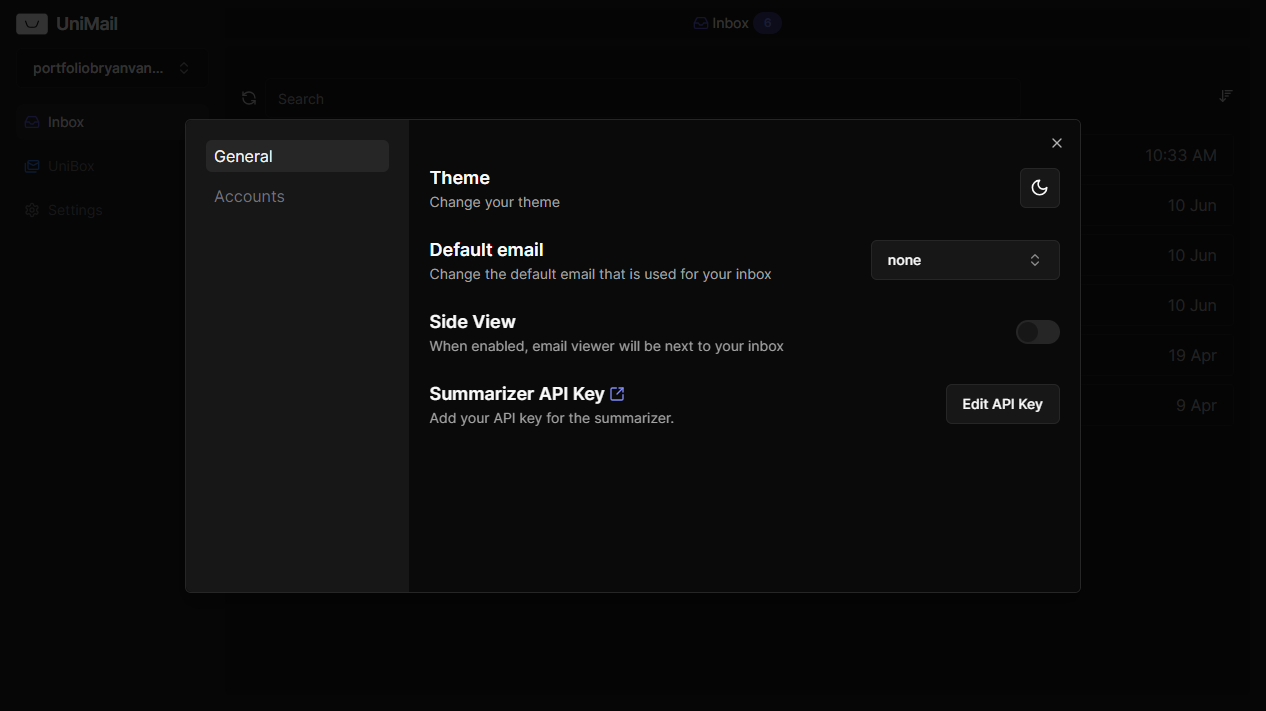 UniMail
Inbox 6
portfoliobryanvan...
Search
Inbox
UniBox
Settings
10:33 AM
10 Jun
10 Jun
10 Jun
19 Apr
9 Apr
General
Accounts
Theme
Change your theme
Default email
Change the default email that is used for your inbox
none
Side View
When enabled, email viewer will be next to your inbox
Summarizer API Key
Add your API key for the summarizer.
Edit API Key